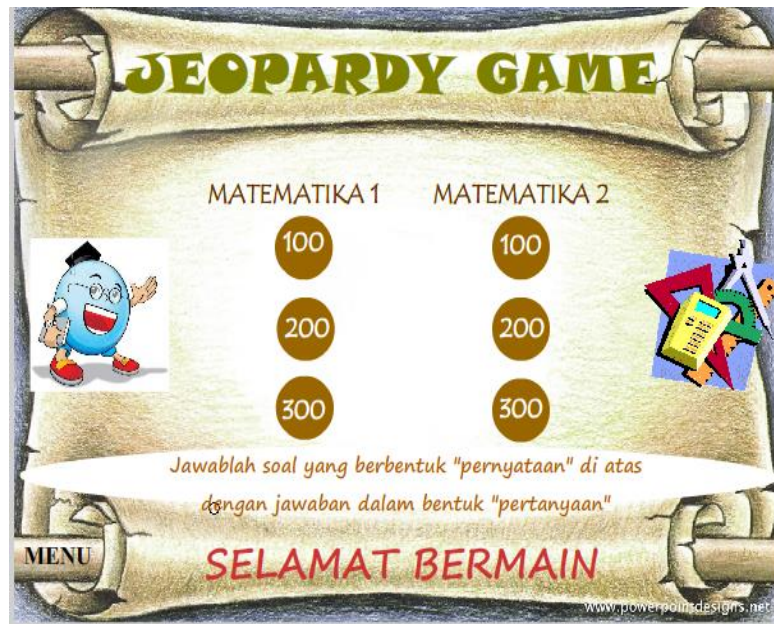 JEOPARDY GAME
MATEMATIKA 1 MATEMATIKA 2
100 100
200 200
300 300
Jawablah soal yang berbentuk "pernyataan" di atas
dengan jawaban dalam bentuk "pertanyaan"
MENU
SELAMAT BERMAIN
www.powerpointdesigns.net